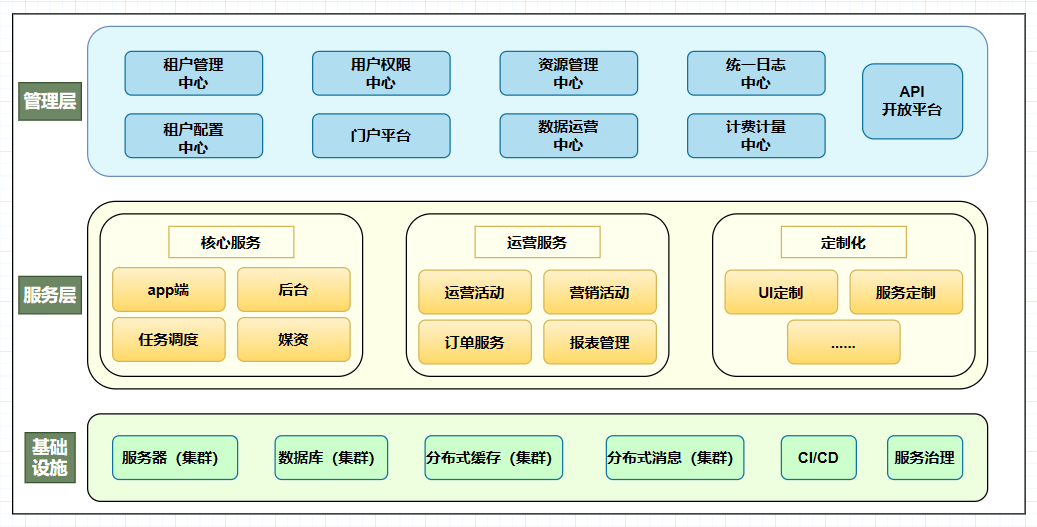 管理层
租户管理
中心
用户权限
中心
资源管理
中心
统一日志
中心
API
开放平台
租户配置
中心
门户平台
数据运营
中心
计费计量
中心
服务层
核心服务
app端
后台
任务调度
媒资
运营服务
运营活动
营销活动
订单服务
报表管理
定制化
UI定制
服务定制
......
基础
设施
服务器（集群）
数据库（集群）
分布式缓存（集群）
分布式消息（集群）
CI/CD
服务治理